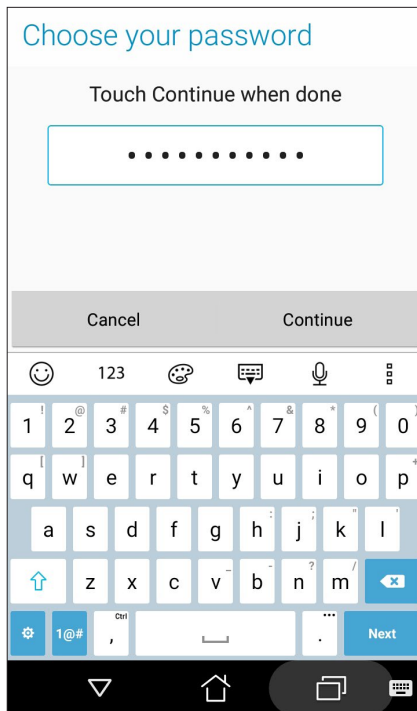 Choose your password
Touch Continue when done
• • • • • • • • • • •
Cancel Continue
123
! @ # $ % ^ & * ( )
1 2 3 4 5 6 7 8 9 0
[ ] +
q w e r t y u i o p
: ; " '
a s d f g h j k l
_ - ? /
z x c v b n m
Ctrl ...
1@# , . Next